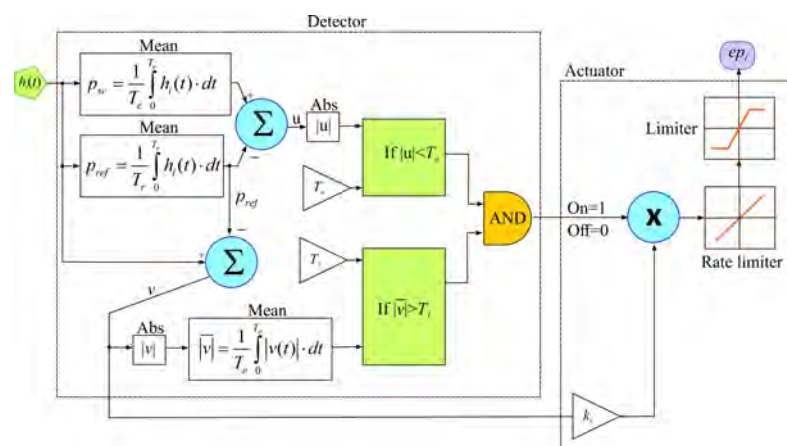 Detector
Mean
h_i(t)
p_sv = 1/T_e ∫_0^{T_e} h_i(t)·dt
Mean
p_ref = 1/T_r ∫_0^{T_r} h_i(t)·dt
+
Σ
−
u
Abs
|u|
If |u|<T_u
T_u
p_ref
−
+
Σ
v
T_i
If |v̅|>T_i
AND
Abs
|v|
Mean
|v̅| = 1/T_e ∫_0^{T_e} |v(t)|·dt
Actuator
ep_i
Limiter
On=1
Off=0
X
Rate limiter